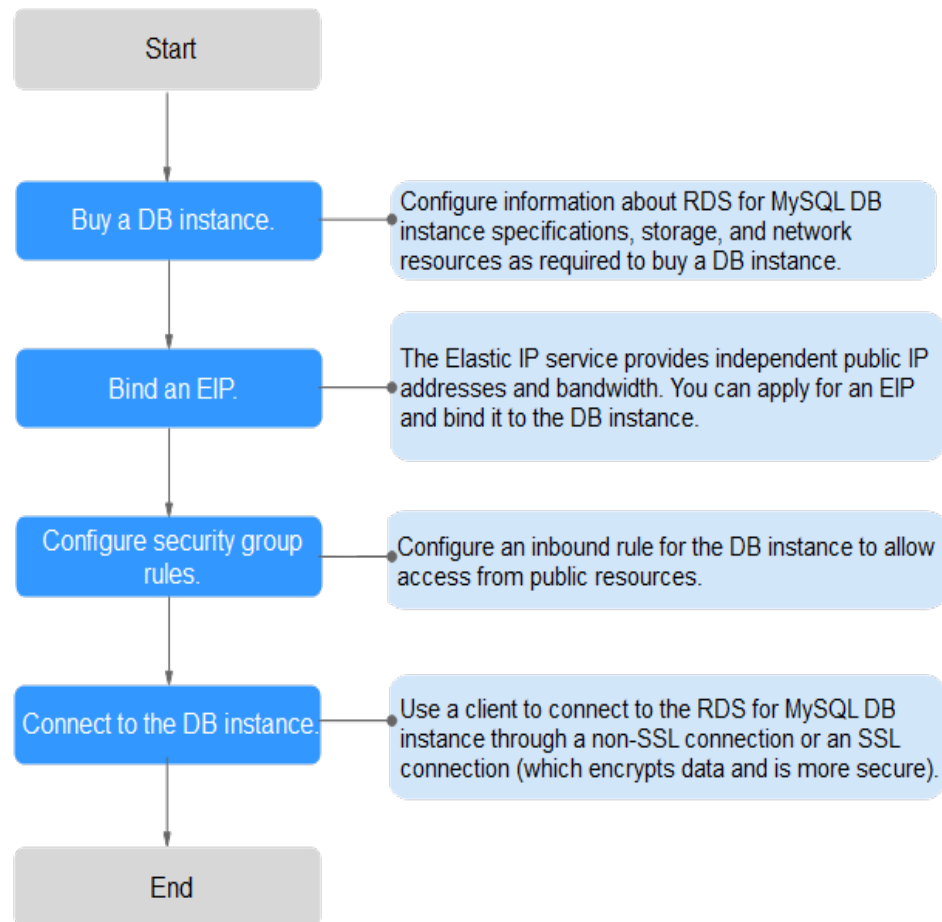 Start
Buy a DB instance.
Configure information about RDS for MySQL DB
instance specifications, storage, and network
resources as required to buy a DB instance.
Bind an EIP.
The Elastic IP service provides independent public IP
addresses and bandwidth. You can apply for an EIP
and bind it to the DB instance.
Configure security group
rules.
Configure an inbound rule for the DB instance to allow
access from public resources.
Connect to the DB instance.
Use a client to connect to the RDS for MySQL DB
instance through a non-SSL connection or an SSL
connection (which encrypts data and is more secure).
End